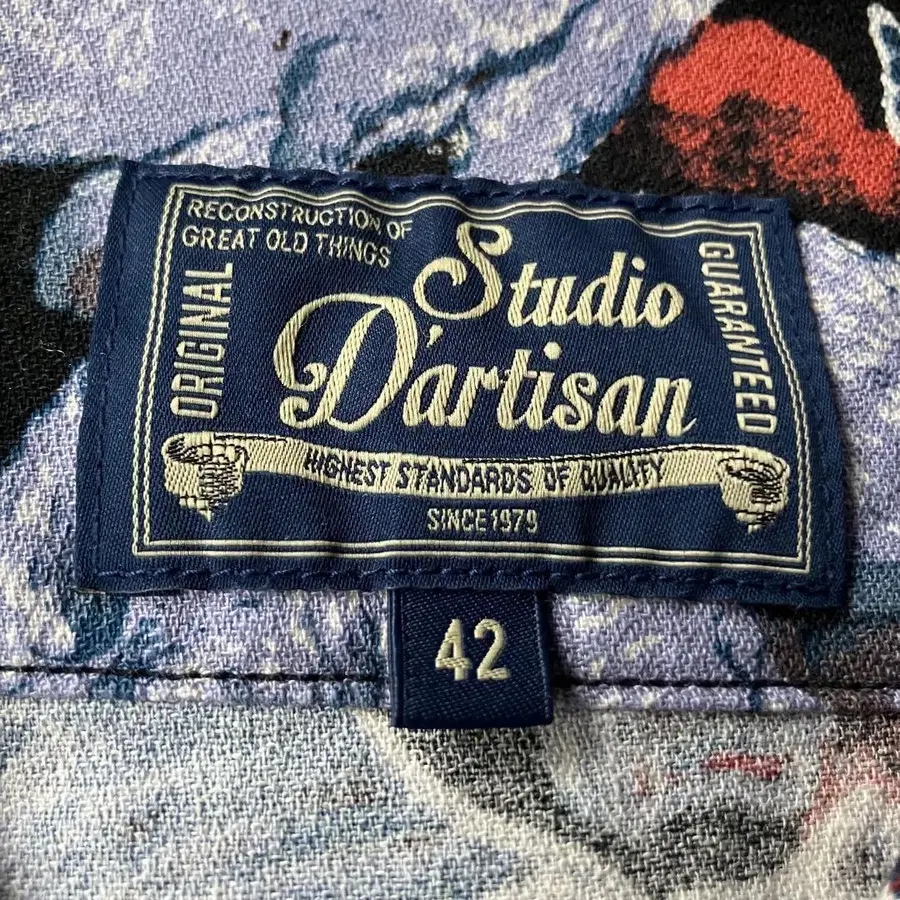 RECONSTRUCTION OF
GREAT OLD THINGS
ORIGINAL
Studio
D'artisan
GUARANTEED
HIGHEST STANDARDS OF QUALITY
SINCE 1979
42